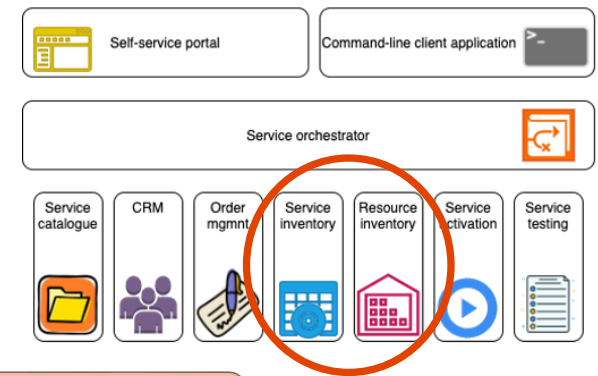 Self-service portal
Command-line client application
>_
Service orchestrator
Service
catalogue
CRM
Order
mgmnt
Service
inventory
Resource
inventory
Service
activation
Service
testing